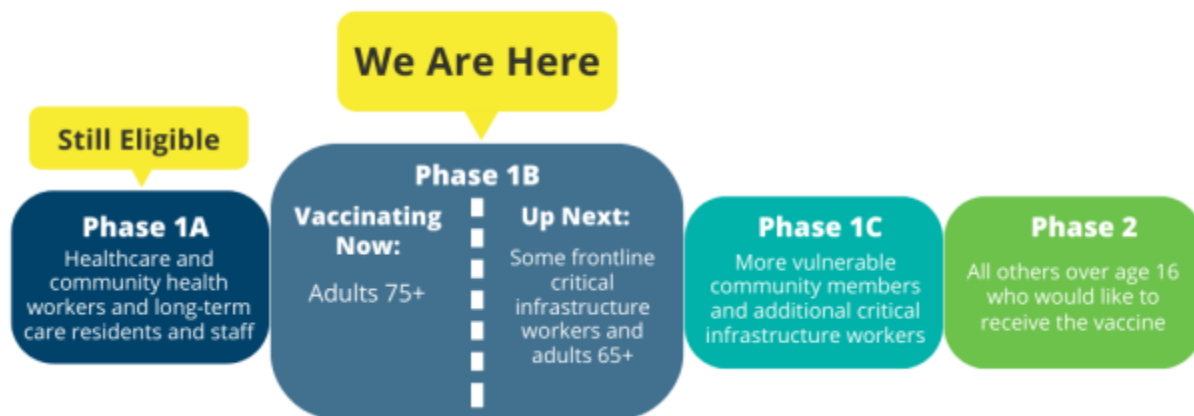 We Are Here
Still Eligible
Phase 1A
Healthcare and
community health
workers and long-term
care residents and staff
Phase 1B
Vaccinating
Now:
Adults 75+
Up Next:
Some frontline
critical
infrastructure
workers and
adults 65+
Phase 1C
More vulnerable
community members
and additional critical
infrastructure workers
Phase 2
All others over age 16
who would like to
receive the vaccine